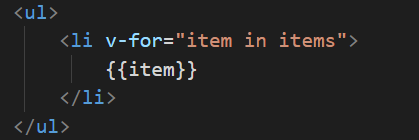 <ul>
    <li v-for="item in items">
        {{item}}
    </li>
</ul>